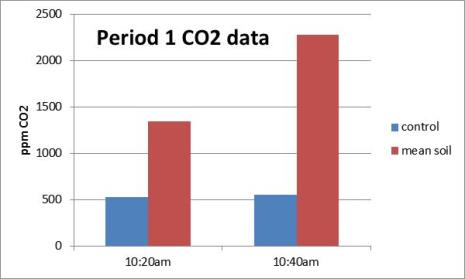 Period 1 CO2 data
ppm CO2
2500
2000
1500
1000
500
0
10:20am
10:40am
control
mean soil